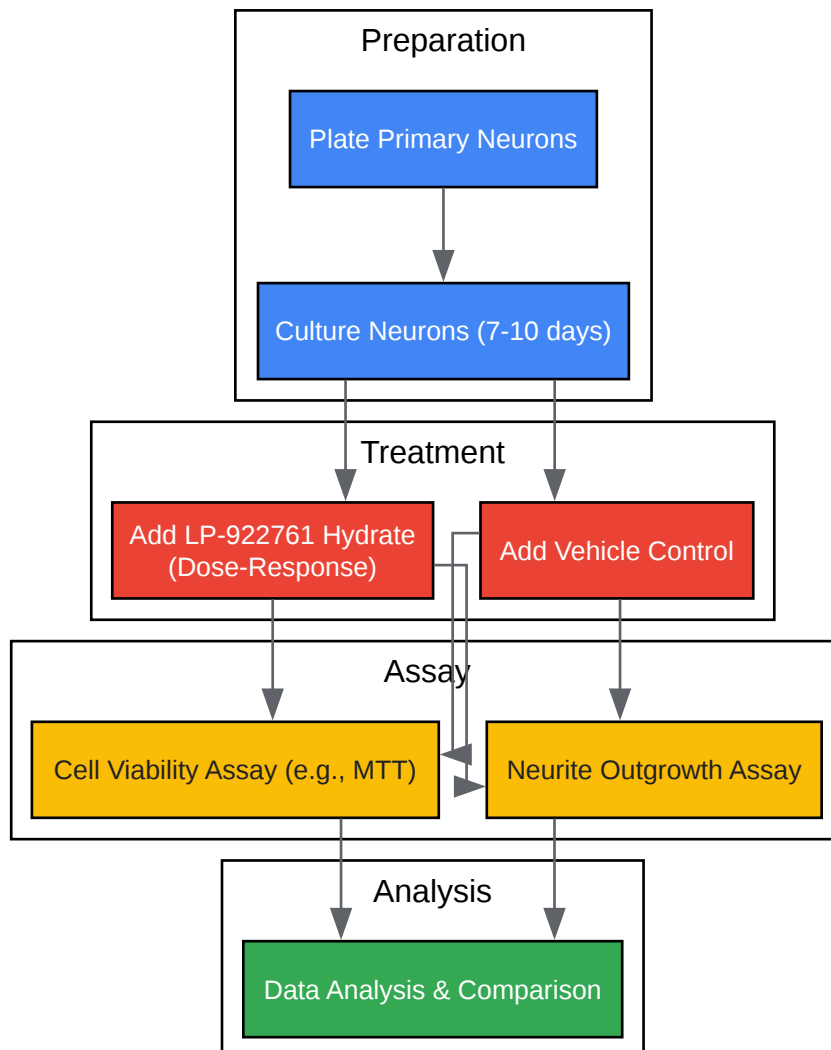 Preparation
Plate Primary Neurons
Culture Neurons (7-10 days)
Treatment
Add LP-922761 Hydrate
(Dose-Response)
Add Vehicle Control
Assay
Cell Viability Assay (e.g., MTT)
Neurite Outgrowth Assay
Analysis
Data Analysis & Comparison